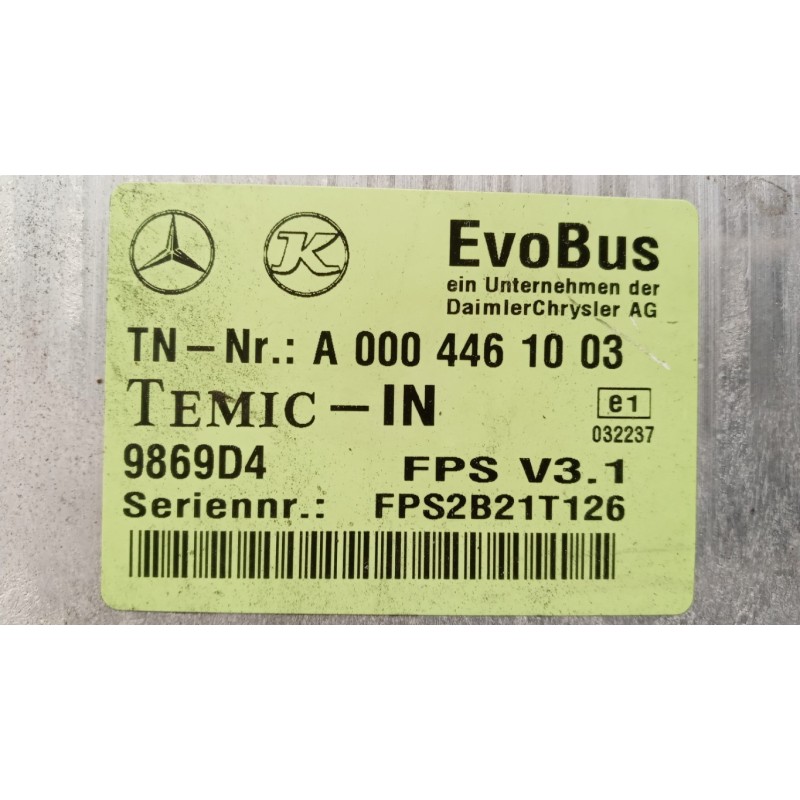 K
EvoBus
ein Unternehmen der
DaimlerChrysler AG
TN-Nr.: A 000 446 10 03
TEMIC-IN
e1
032237
9869D4 FPS V3.1
Seriennr.: FPS2B21T126